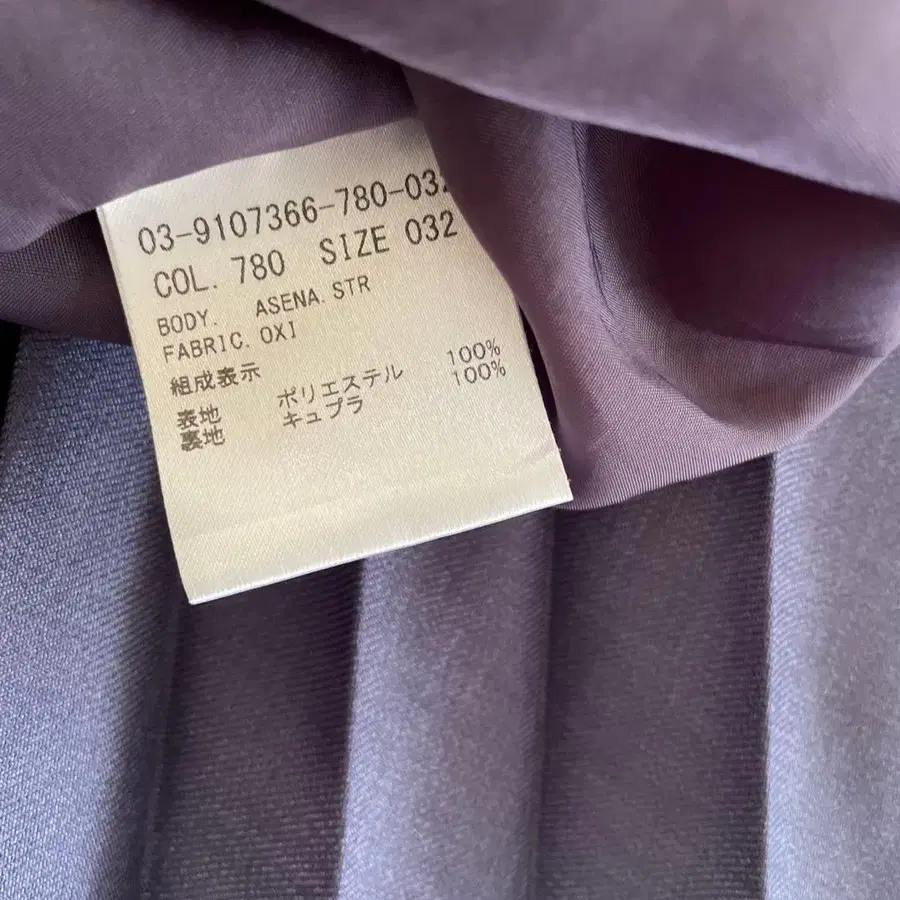 03-9107366-780-032
COL. 780 SIZE 032
BODY. ASENA.STR
FABRIC.OXI
組成表示
表地 ポリエステル 100%
裏地 キュプラ 100%